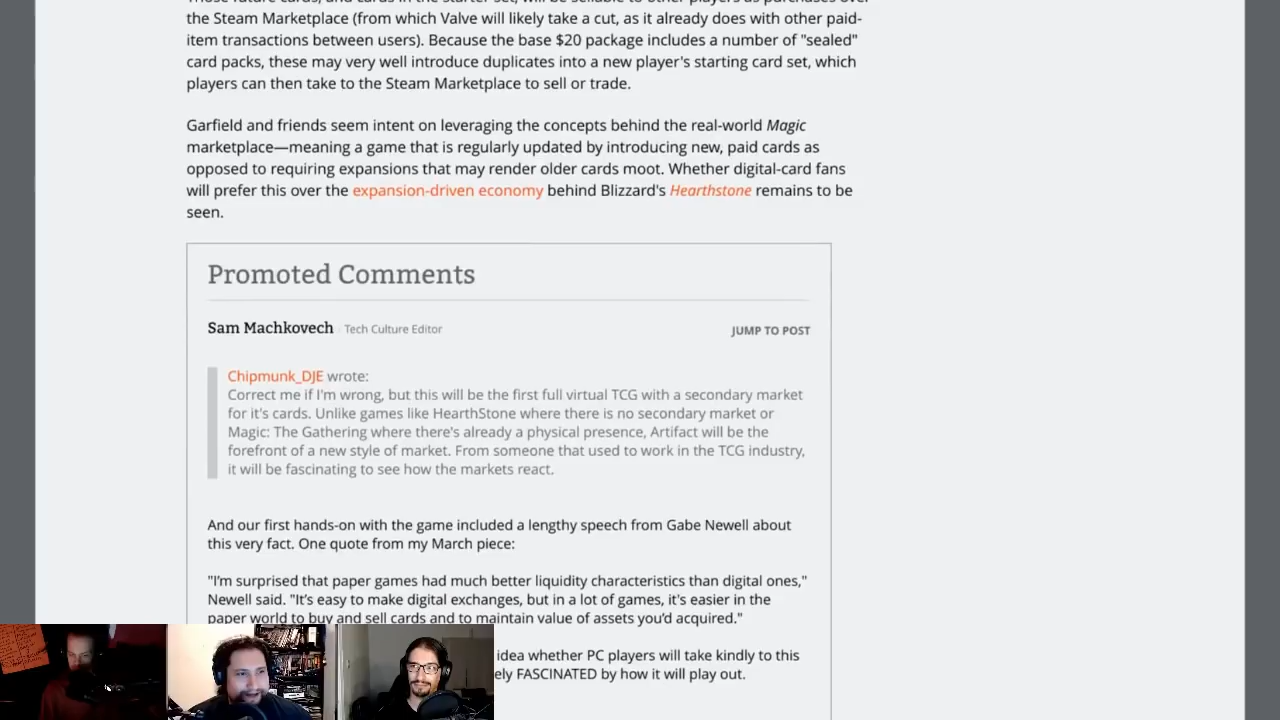 the Steam Marketplace (from which Valve will likely take a cut, as it already does with other paid-
item transactions between users). Because the base $20 package includes a number of "sealed"
card packs, these may very well introduce duplicates into a new player's starting card set, which
players can then take to the Steam Marketplace to sell or trade.
Garfield and friends seem intent on leveraging the concepts behind the real-world Magic
marketplace—meaning a game that is regularly updated by introducing new, paid cards as
opposed to requiring expansions that may render older cards moot. Whether digital-card fans
will prefer this over the expansion-driven economy behind Blizzard's Hearthstone remains to be
seen.
Promoted Comments
Sam Machkovech Tech Culture Editor
JUMP TO POST
Chipmunk_DJE wrote:
Correct me if I'm wrong, but this will be the first full virtual TCG with a secondary market
for it's cards. Unlike games like HearthStone where there is no secondary market or
Magic: The Gathering where there's already a physical presence, Artifact will be the
forefront of a new style of market. From someone that used to work in the TCG industry,
it will be fascinating to see how the markets react.
And our first hands-on with the game included a lengthy speech from Gabe Newell about
this very fact. One quote from my March piece:
"I'm surprised that paper games had much better liquidity characteristics than digital ones,"
Newell said. "It's easy to make digital exchanges, but in a lot of games, it's easier in the
paper world to buy and sell cards and to maintain value of assets you'd acquired."
idea whether PC players will take kindly to this
ely FASCINATED by how it will play out.